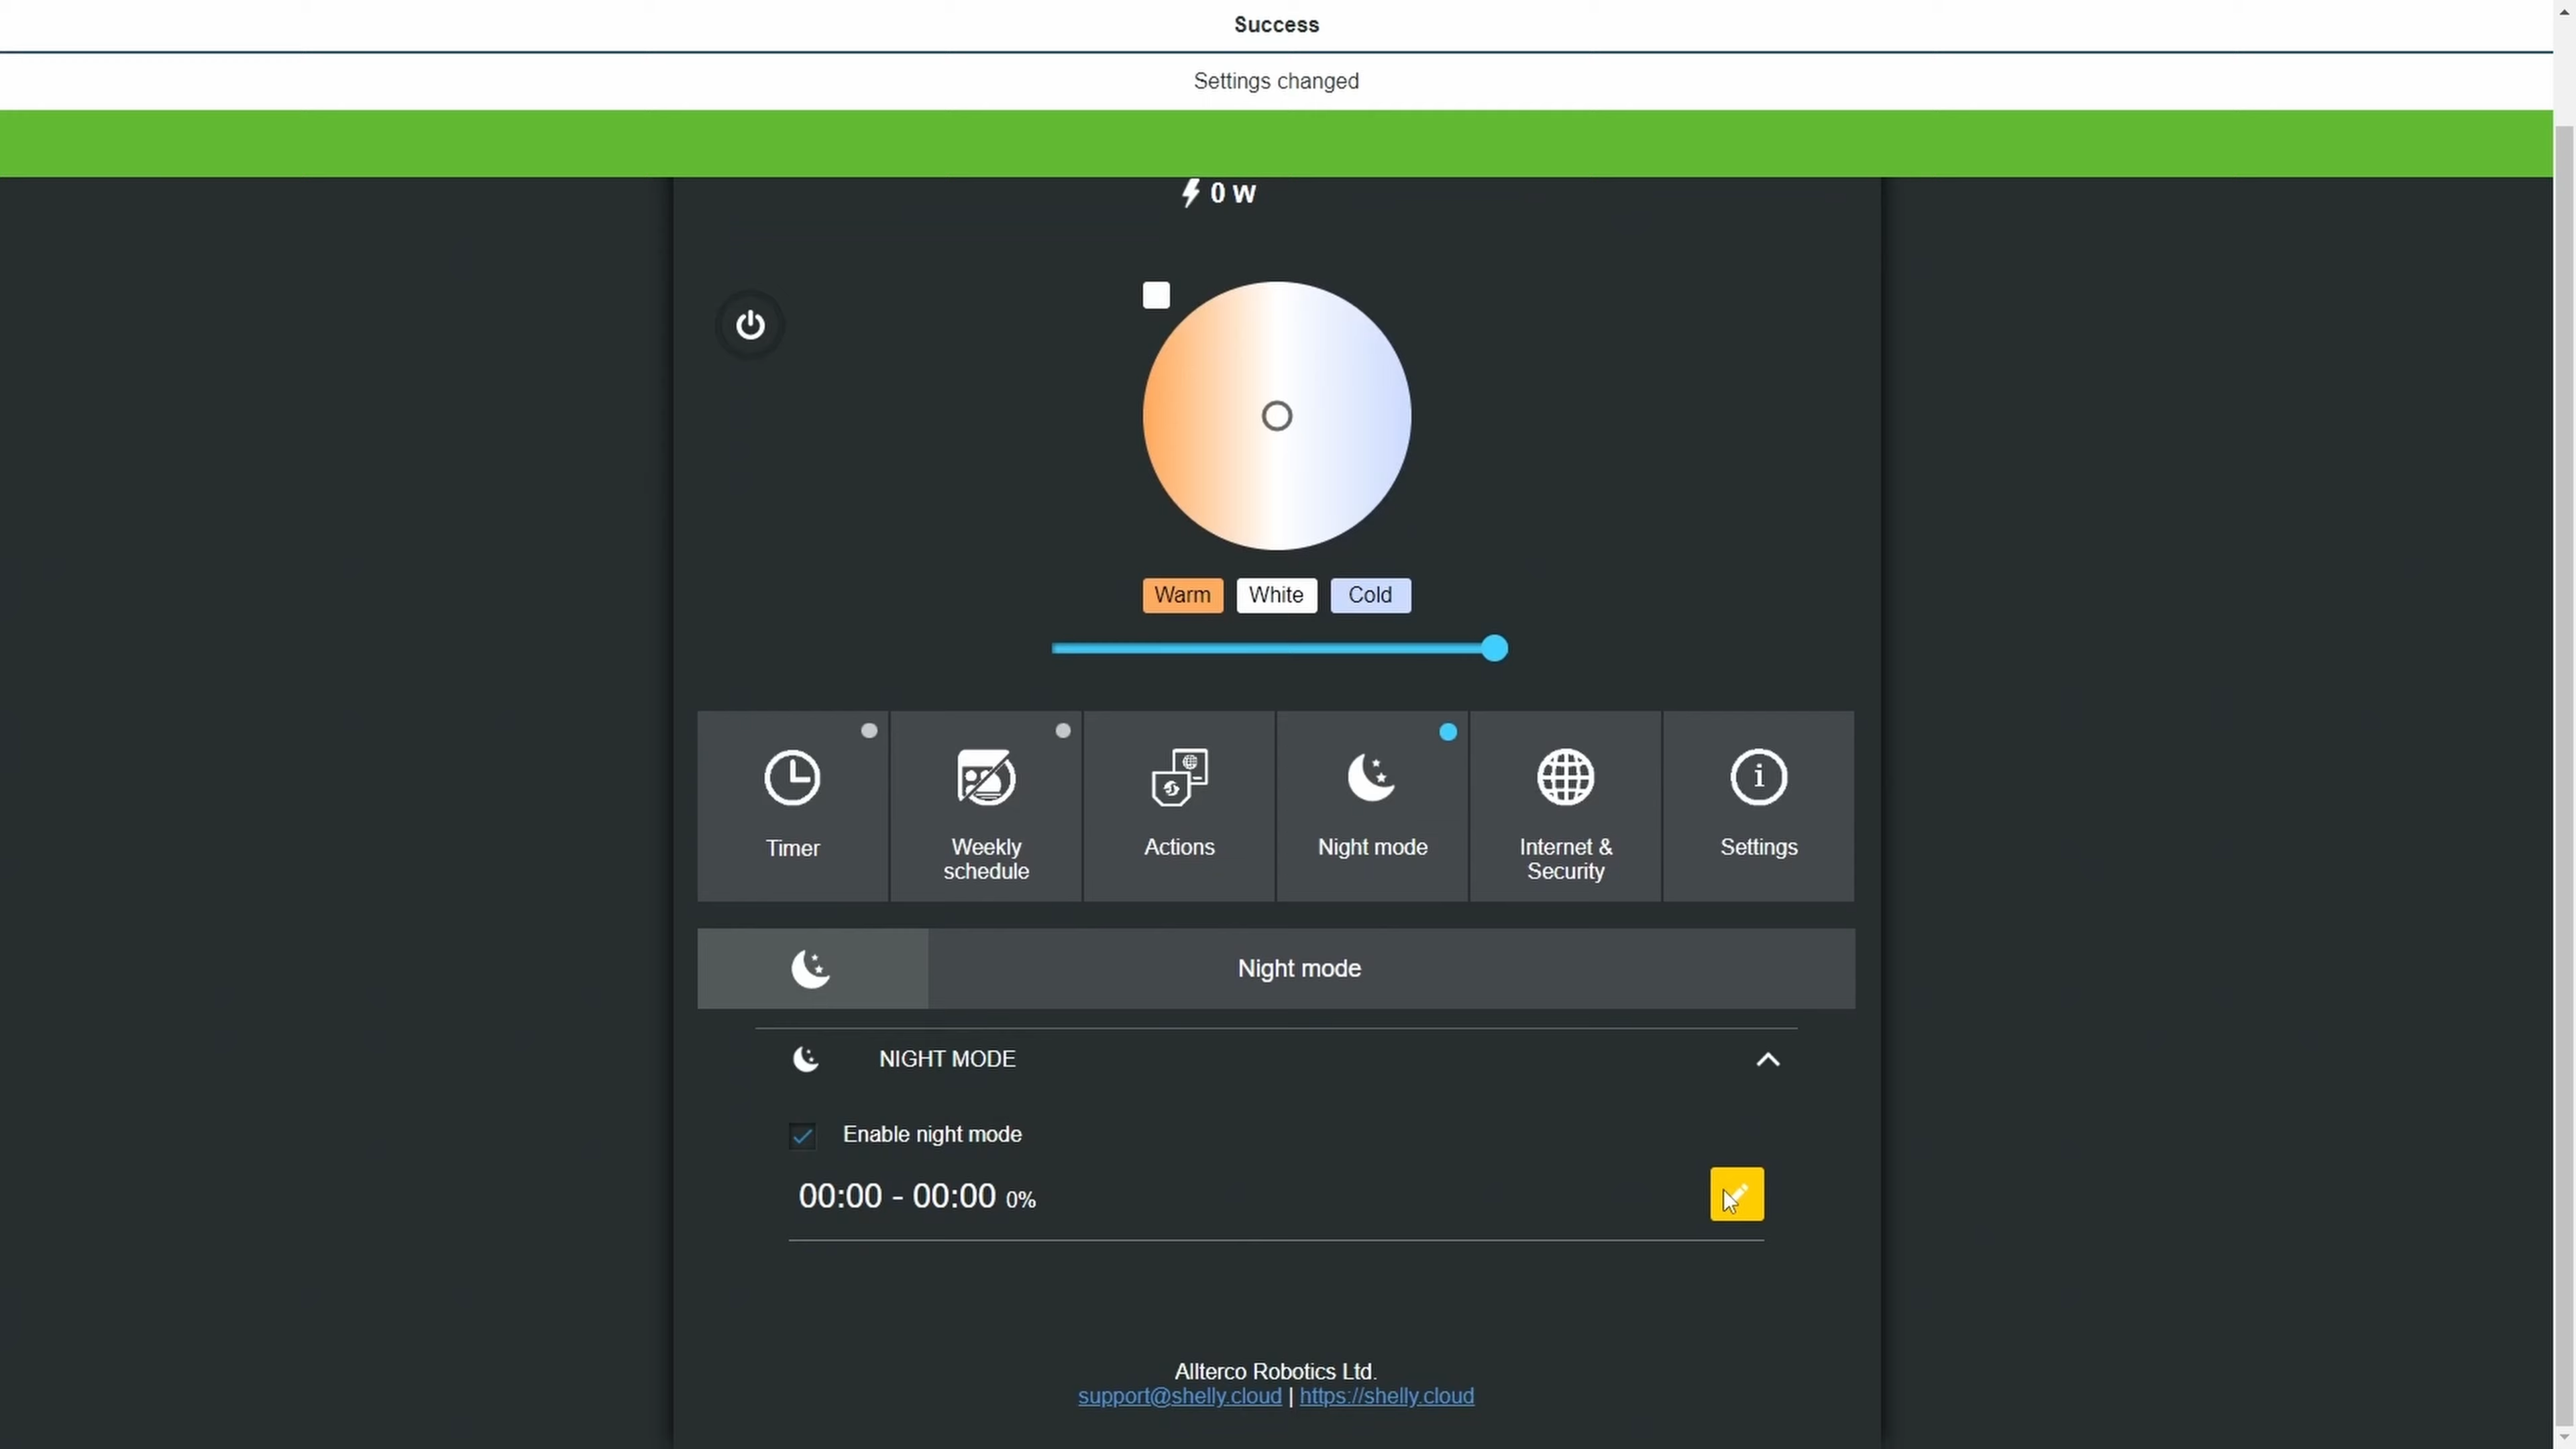 Success
Settings changed
0 W
Warm White Cold
Timer
Weekly
schedule
Actions
Night mode
Internet &
Security
Settings
Night mode
NIGHT MODE
Enable night mode
00:00 - 00:00 0%
Allterco Robotics Ltd.
support@shelly.cloud | https://shelly.cloud